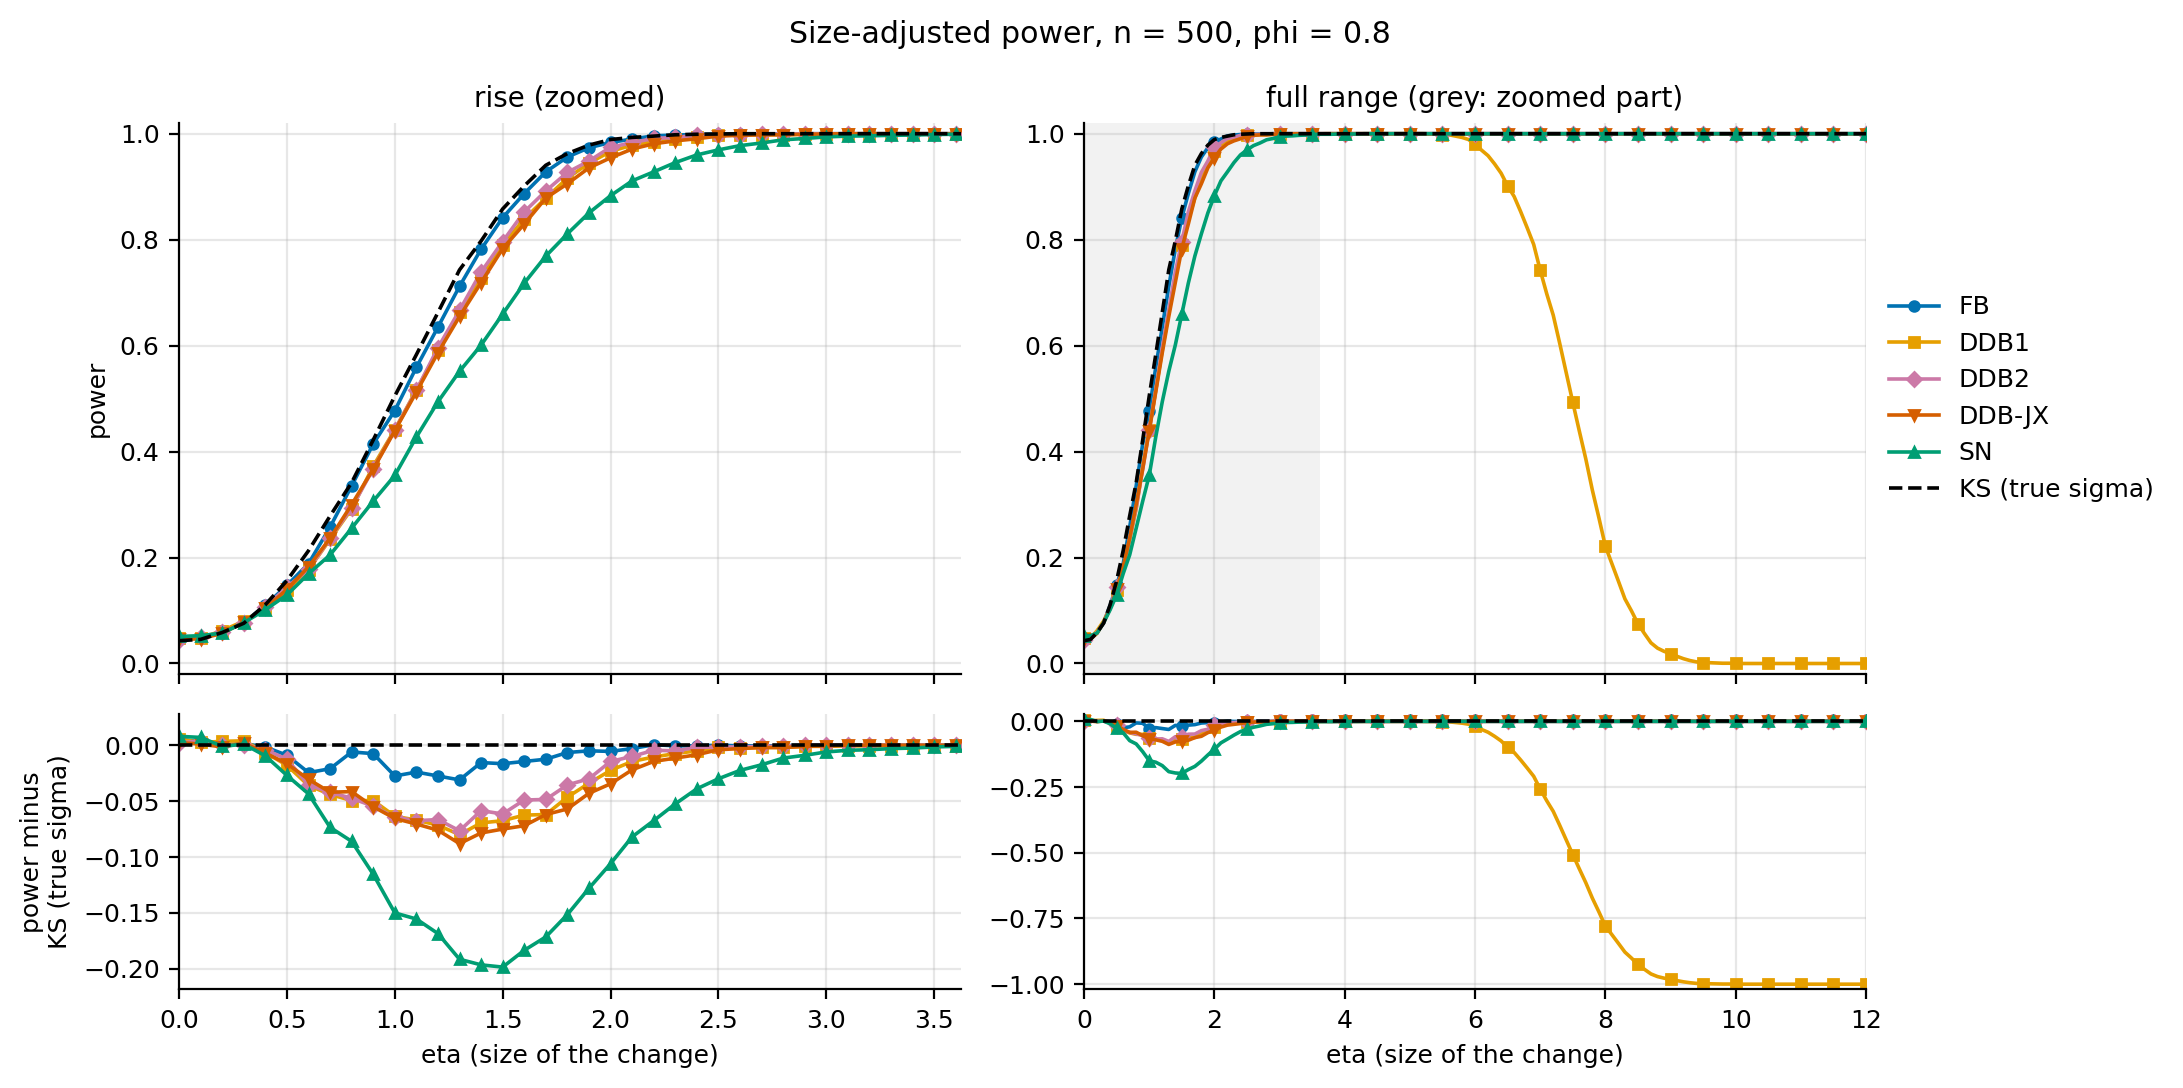 Size-adjusted power, n = 500, phi = 0.8
rise (zoomed)
1.0
0.8
0.6
0.4
0.2
0.0
power
full range (grey: zoomed part)
1.0
0.8
0.6
0.4
0.2
0.0
FB
DDB1
DDB2
DDB-JX
SN
KS (true sigma)
0.00
−0.05
−0.10
−0.15
−0.20
power minus
KS (true sigma)
0.0 0.5 1.0 1.5 2.0 2.5 3.0 3.5
eta (size of the change)
0.00
−0.25
−0.50
−0.75
−1.00
0 2 4 6 8 10 12
eta (size of the change)